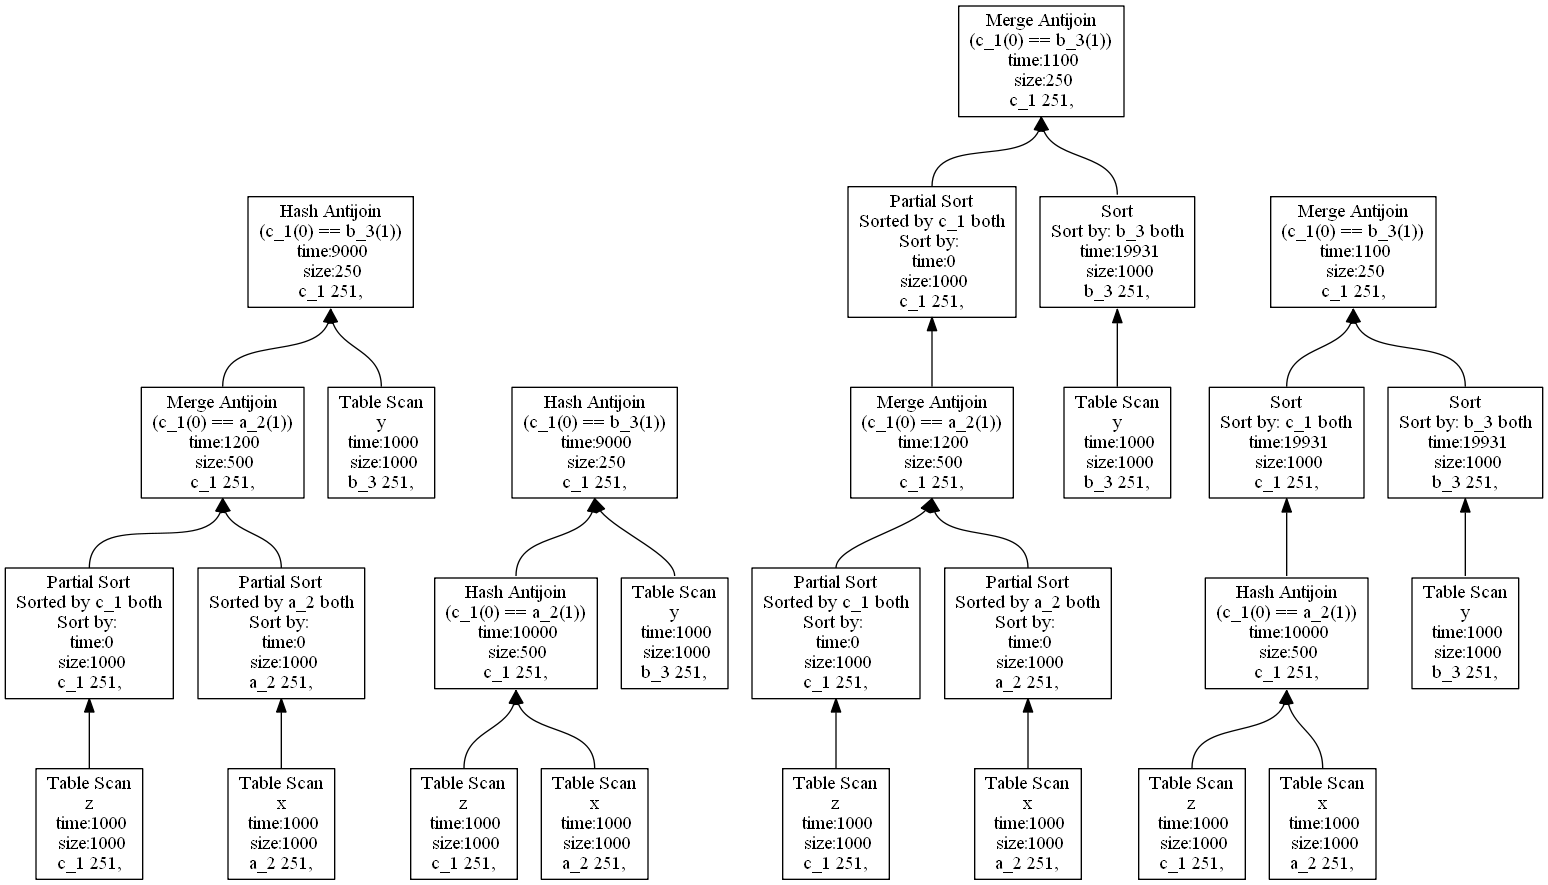 Merge Antijoin
(c_1(0) == b_3(1))
time:1100
size:250
c_1 251,
Hash Antijoin
(c_1(0) == b_3(1))
time:9000
size:250
c_1 251,
Partial Sort
Sorted by c_1 both
Sort by:
time:0
size:1000
c_1 251,
Sort
Sort by: b_3 both
time:19931
size:1000
b_3 251,
Merge Antijoin
(c_1(0) == b_3(1))
time:1100
size:250
c_1 251,
Merge Antijoin
(c_1(0) == a_2(1))
time:1200
size:500
c_1 251,
Table Scan
y
time:1000
size:1000
b_3 251,
Hash Antijoin
(c_1(0) == b_3(1))
time:9000
size:250
c_1 251,
Merge Antijoin
(c_1(0) == a_2(1))
time:1200
size:500
c_1 251,
Table Scan
y
time:1000
size:1000
b_3 251,
Sort
Sort by: c_1 both
time:19931
size:1000
c_1 251,
Sort
Sort by: b_3 both
time:19931
size:1000
b_3 251,
Partial Sort
Sorted by c_1 both
Sort by:
time:0
size:1000
c_1 251,
Partial Sort
Sorted by a_2 both
Sort by:
time:0
size:1000
a_2 251,
Hash Antijoin
(c_1(0) == a_2(1))
time:10000
size:500
c_1 251,
Table Scan
y
time:1000
size:1000
b_3 251,
Partial Sort
Sorted by c_1 both
Sort by:
time:0
size:1000
c_1 251,
Partial Sort
Sorted by a_2 both
Sort by:
time:0
size:1000
a_2 251,
Hash Antijoin
(c_1(0) == a_2(1))
time:10000
size:500
c_1 251,
Table Scan
y
time:1000
size:1000
b_3 251,
Table Scan
z
time:1000
size:1000
c_1 251,
Table Scan
x
time:1000
size:1000
a_2 251,
Table Scan
z
time:1000
size:1000
c_1 251,
Table Scan
x
time:1000
size:1000
a_2 251,
Table Scan
z
time:1000
size:1000
c_1 251,
Table Scan
x
time:1000
size:1000
a_2 251,
Table Scan
z
time:1000
size:1000
c_1 251,
Table Scan
x
time:1000
size:1000
a_2 251,